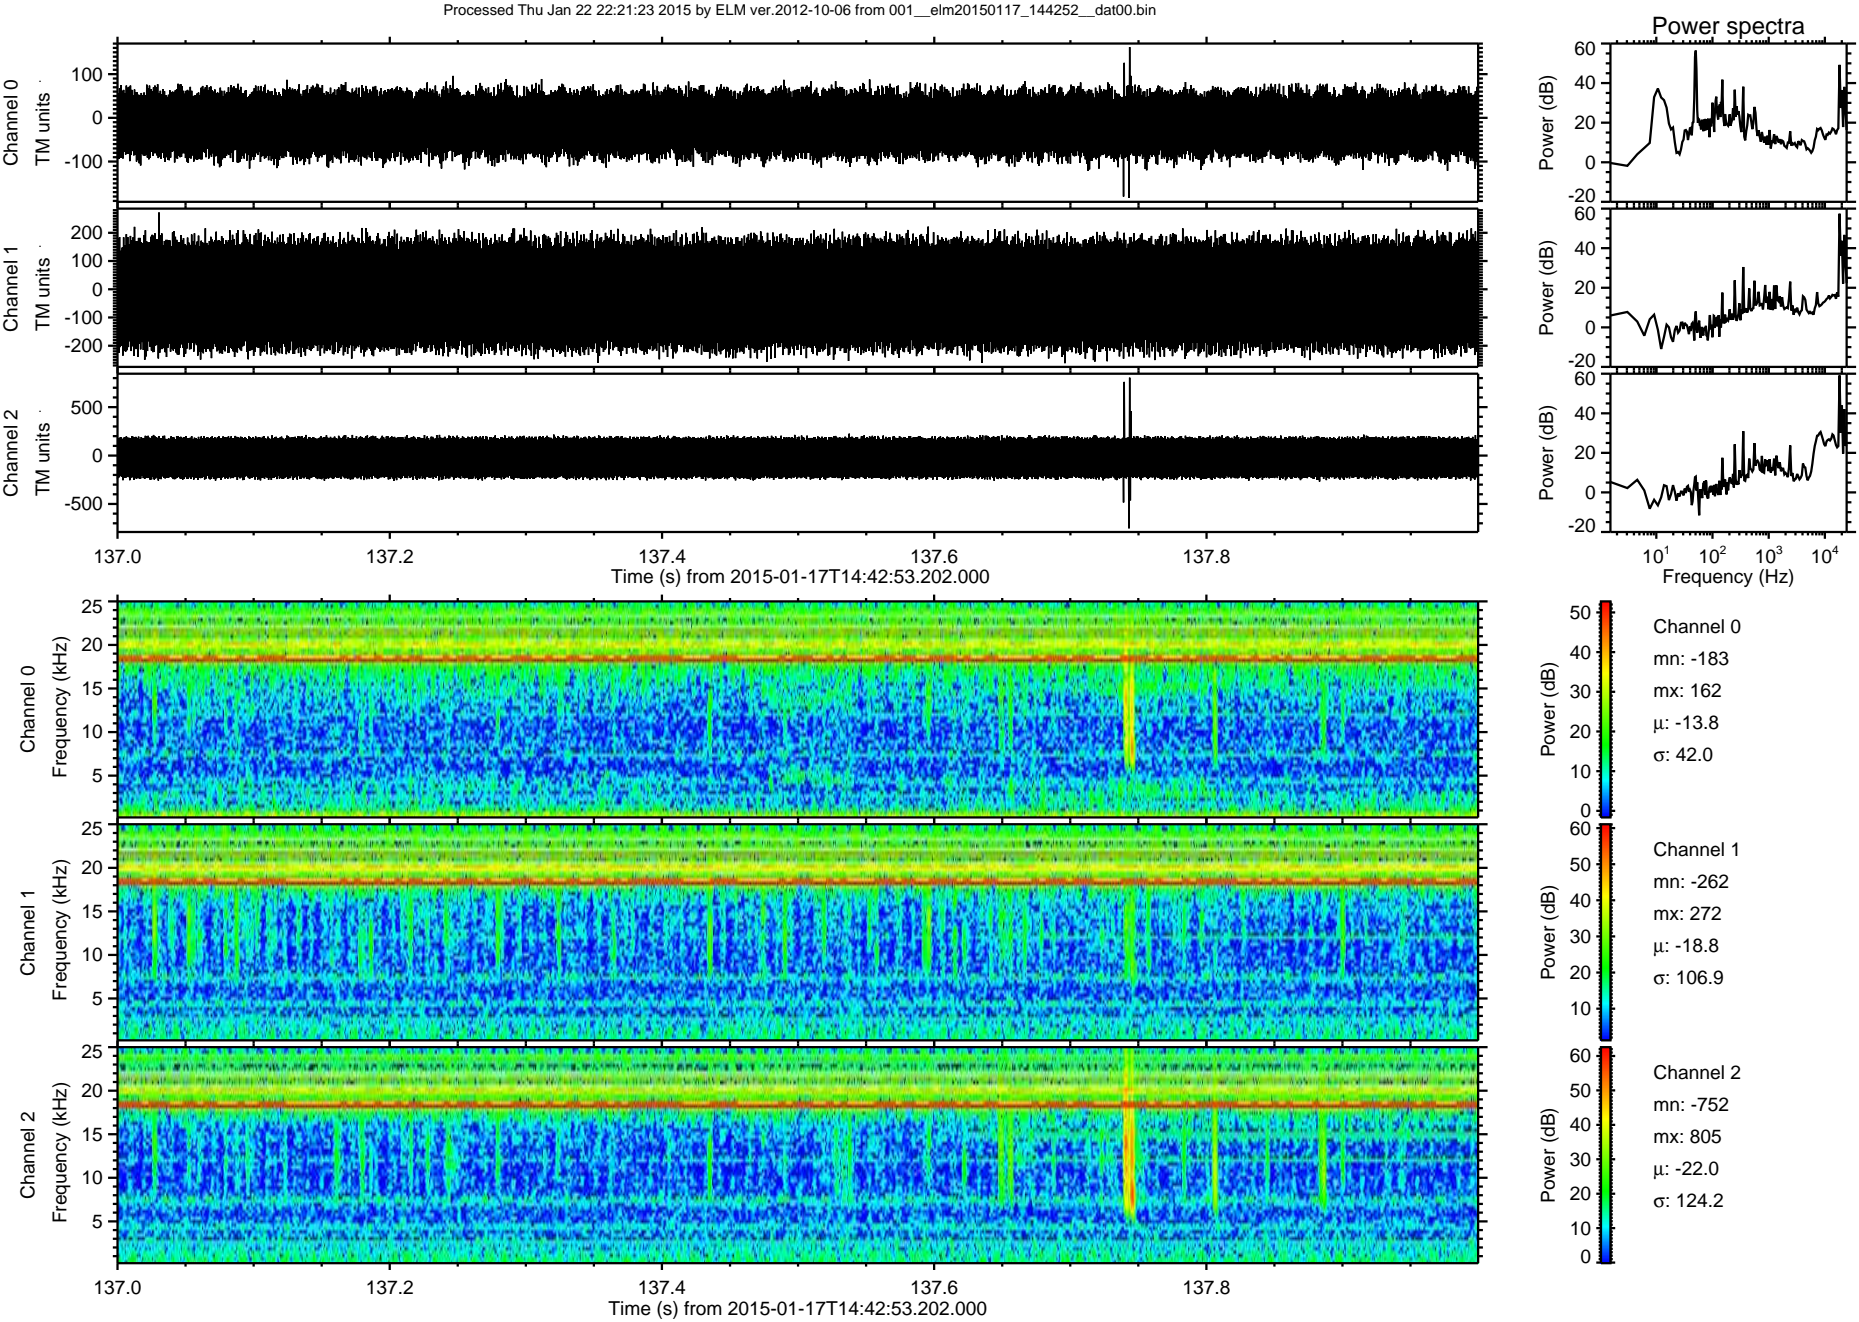 Processed Thu Jan 22 22:21:23 2015 by ELM ver.2012-10-06 from 001__elm20150117_144252__dat00.bin
Power spectra
Channel 0
TM units
100
0
-100
Power (dB)
60
40
20
0
-20
Channel 1
TM units
200
100
0
-100
-200
Power (dB)
60
40
20
0
-20
Channel 2
TM units
500
0
-500
Power (dB)
60
40
20
0
-20
137.0 137.2 137.4 137.6 137.8
Time (s) from 2015-01-17T14:42:53.202.000
10¹ 10² 10³ 10⁴
Frequency (Hz)
Channel 0
Frequency (kHz)
25
20
15
10
5
Power (dB)
50
40
30
20
10
0
Channel 0
mn: -183
mx: 162
μ: -13.8
σ: 42.0
Channel 1
Frequency (kHz)
25
20
15
10
5
Power (dB)
60
50
40
30
20
10
Channel 1
mn: -262
mx: 272
μ: -18.8
σ: 106.9
Channel 2
Frequency (kHz)
25
20
15
10
5
Power (dB)
60
50
40
30
20
10
0
Channel 2
mn: -752
mx: 805
μ: -22.0
σ: 124.2
137.0 137.2 137.4 137.6 137.8
Time (s) from 2015-01-17T14:42:53.202.000